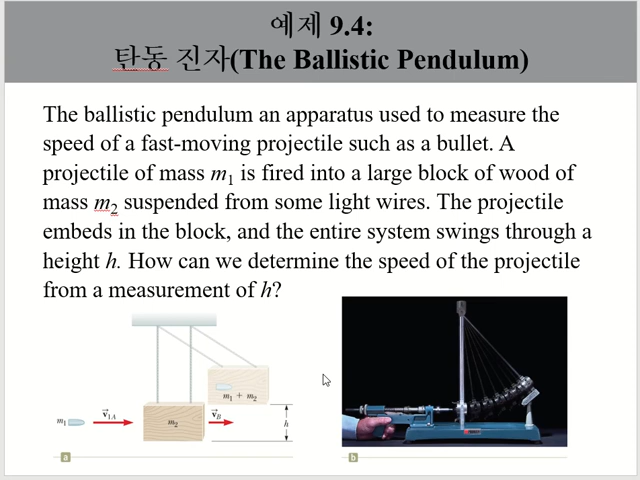 예제 9.4:
탄동 진자(The Ballistic Pendulum)
The ballistic pendulum an apparatus used to measure the
speed of a fast-moving projectile such as a bullet. A
projectile of mass m₁ is fired into a large block of wood of
mass m₂ suspended from some light wires. The projectile
embeds in the block, and the entire system swings through a
height h. How can we determine the speed of the projectile
from a measurement of h?
m₁ + m₂
m₁
v⃗₁A
m₂
v⃗B
h
a
b